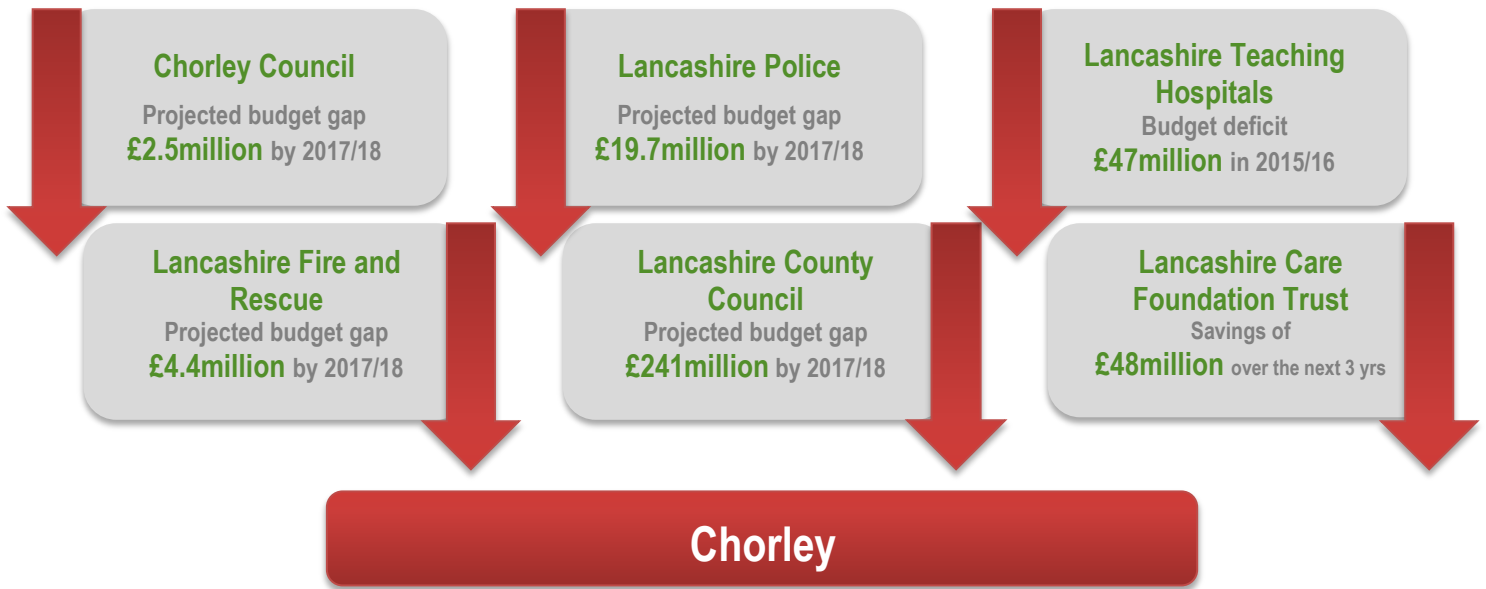 Chorley Council
Projected budget gap
£2.5million by 2017/18
Lancashire Police
Projected budget gap
£19.7million by 2017/18
Lancashire Teaching
Hospitals
Budget deficit
£47million in 2015/16
Lancashire Fire and
Rescue
Projected budget gap
£4.4million by 2017/18
Lancashire County
Council
Projected budget gap
£241million by 2017/18
Lancashire Care
Foundation Trust
Savings of
£48million over the next 3 yrs
Chorley